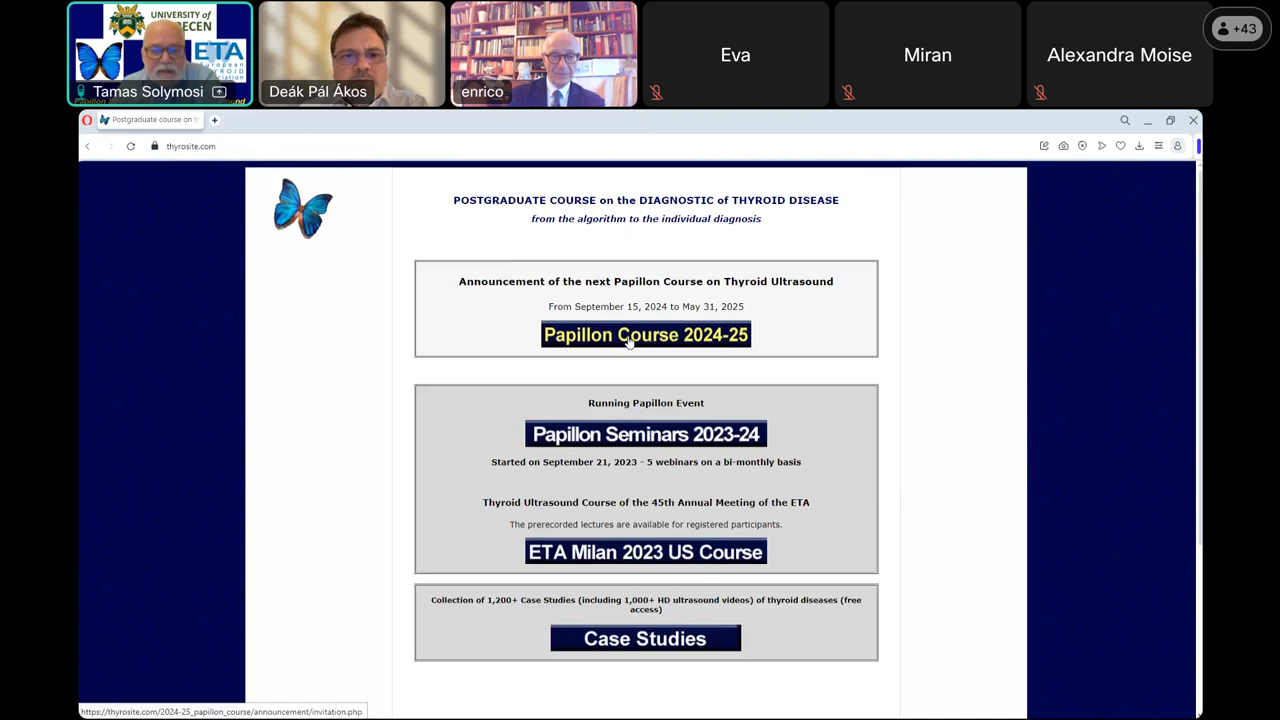 UNIVERSITY of
ETA
Tamas Solymosi
Deák Pál Ákos
enrico
Eva
Miran
Alexandra Moise
+43
Postgraduate course on t
thyrosite.com
POSTGRADUATE COURSE on the DIAGNOSTIC of THYROID DISEASE
from the algorithm to the individual diagnosis
Announcement of the next Papillon Course on Thyroid Ultrasound
From September 15, 2024 to May 31, 2025
Papillon Course 2024-25
Running Papillon Event
Papillon Seminars 2023-24
Started on September 21, 2023 - 5 webinars on a bi-monthly basis
Thyroid Ultrasound Course of the 45th Annual Meeting of the ETA
The prerecorded lectures are available for registered participants.
ETA Milan 2023 US Course
Collection of 1,200+ Case Studies (including 1,000+ HD ultrasound videos) of thyroid diseases (free
access)
Case Studies
https://thyrosite.com/2024-25_papillon_course/announcement/invitation.php